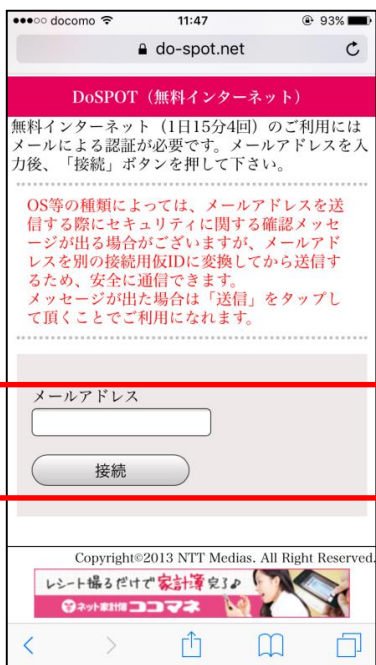 docomo 11:47 93%
do-spot.net
DoSPOT（無料インターネット）
無料インターネット（1日15分4回）のご利用には
メールによる認証が必要です。メールアドレスを入
力後、「接続」ボタンを押して下さい。
OS等の種類によっては、メールアドレスを送
信する際にセキュリティに関する確認メッセ
ージが出る場合がございますが、メールアド
レスを別の接続用仮IDに変換してから送信す
るため、安全に通信できます。
メッセージが出た場合は「送信」をタップし
て頂くことでご利用になれます。
メールアドレス
接続
Copyright©2013 NTT Medias. All Right Reserved.
レシート撮るだけで家計簿完了♪
ネット家計簿 ココマネ